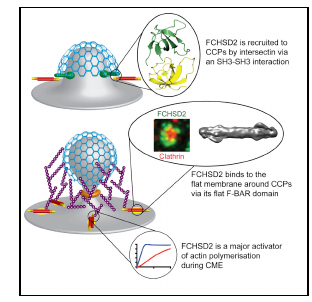 FCHSD2 is recruited to
CCPs by intersectin via
an SH3-SH3 interaction
FCHSD2
Clathrin
FCHSD2 binds to the
flat membrane around CCPs
via its flat F-BAR domain
FCHSD2 is a major activator
of actin polymerisation
during CME